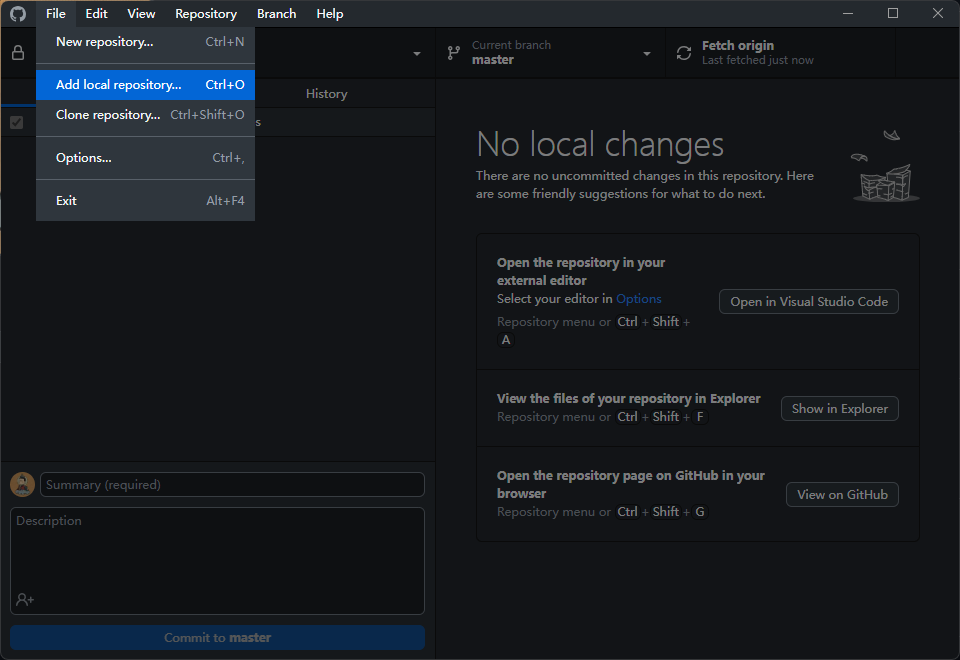 File Edit View Repository Branch Help
New repository... Ctrl+N
Add local repository... Ctrl+O
Clone repository... Ctrl+Shift+O
Options... Ctrl+,
Exit Alt+F4
Current branch
master
Fetch origin
Last fetched just now
History
No local changes
There are no uncommitted changes in this repository. Here
are some friendly suggestions for what to do next.
Open the repository in your
external editor
Select your editor in Options
Repository menu or Ctrl + Shift +
A
Open in Visual Studio Code
View the files of your repository in Explorer
Repository menu or Ctrl + Shift + F
Show in Explorer
Open the repository page on GitHub in your
browser
Repository menu or Ctrl + Shift + G
View on GitHub
Summary (required)
Description
Commit to master